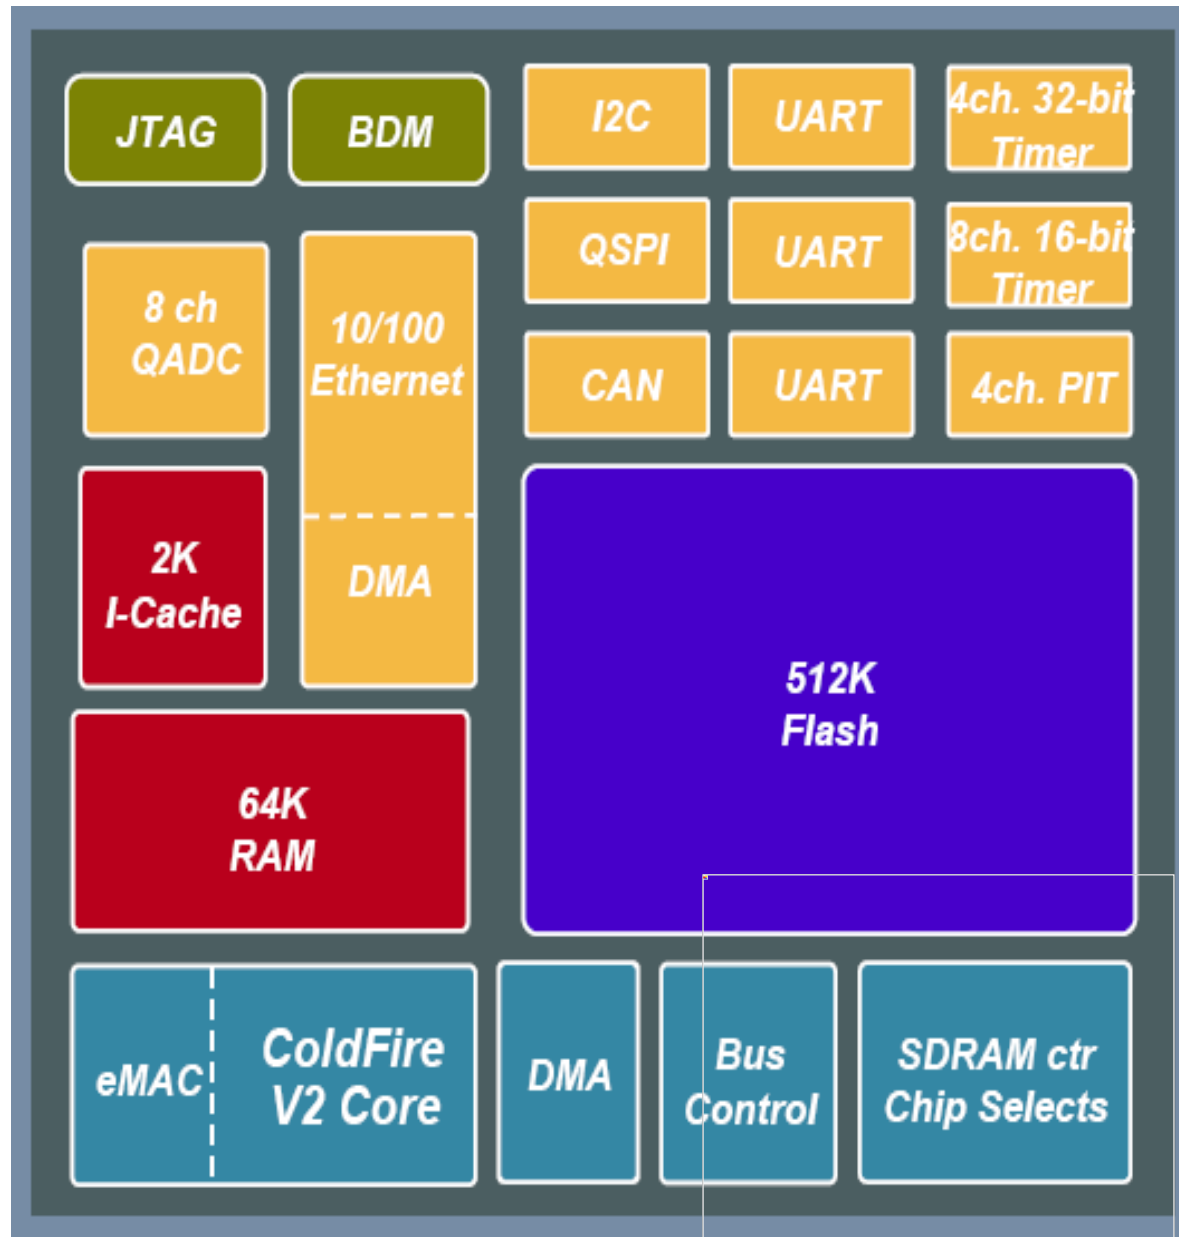 JTAG
BDM
I2C
UART
4ch. 32-bit
Timer
QSPI
UART
8ch. 16-bit
Timer
8 ch
QADC
10/100
Ethernet
DMA
CAN
UART
4ch. PIT
2K
I-Cache
512K
Flash
64K
RAM
eMAC
ColdFire
V2 Core
DMA
Bus
Control
SDRAM ctr
Chip Selects